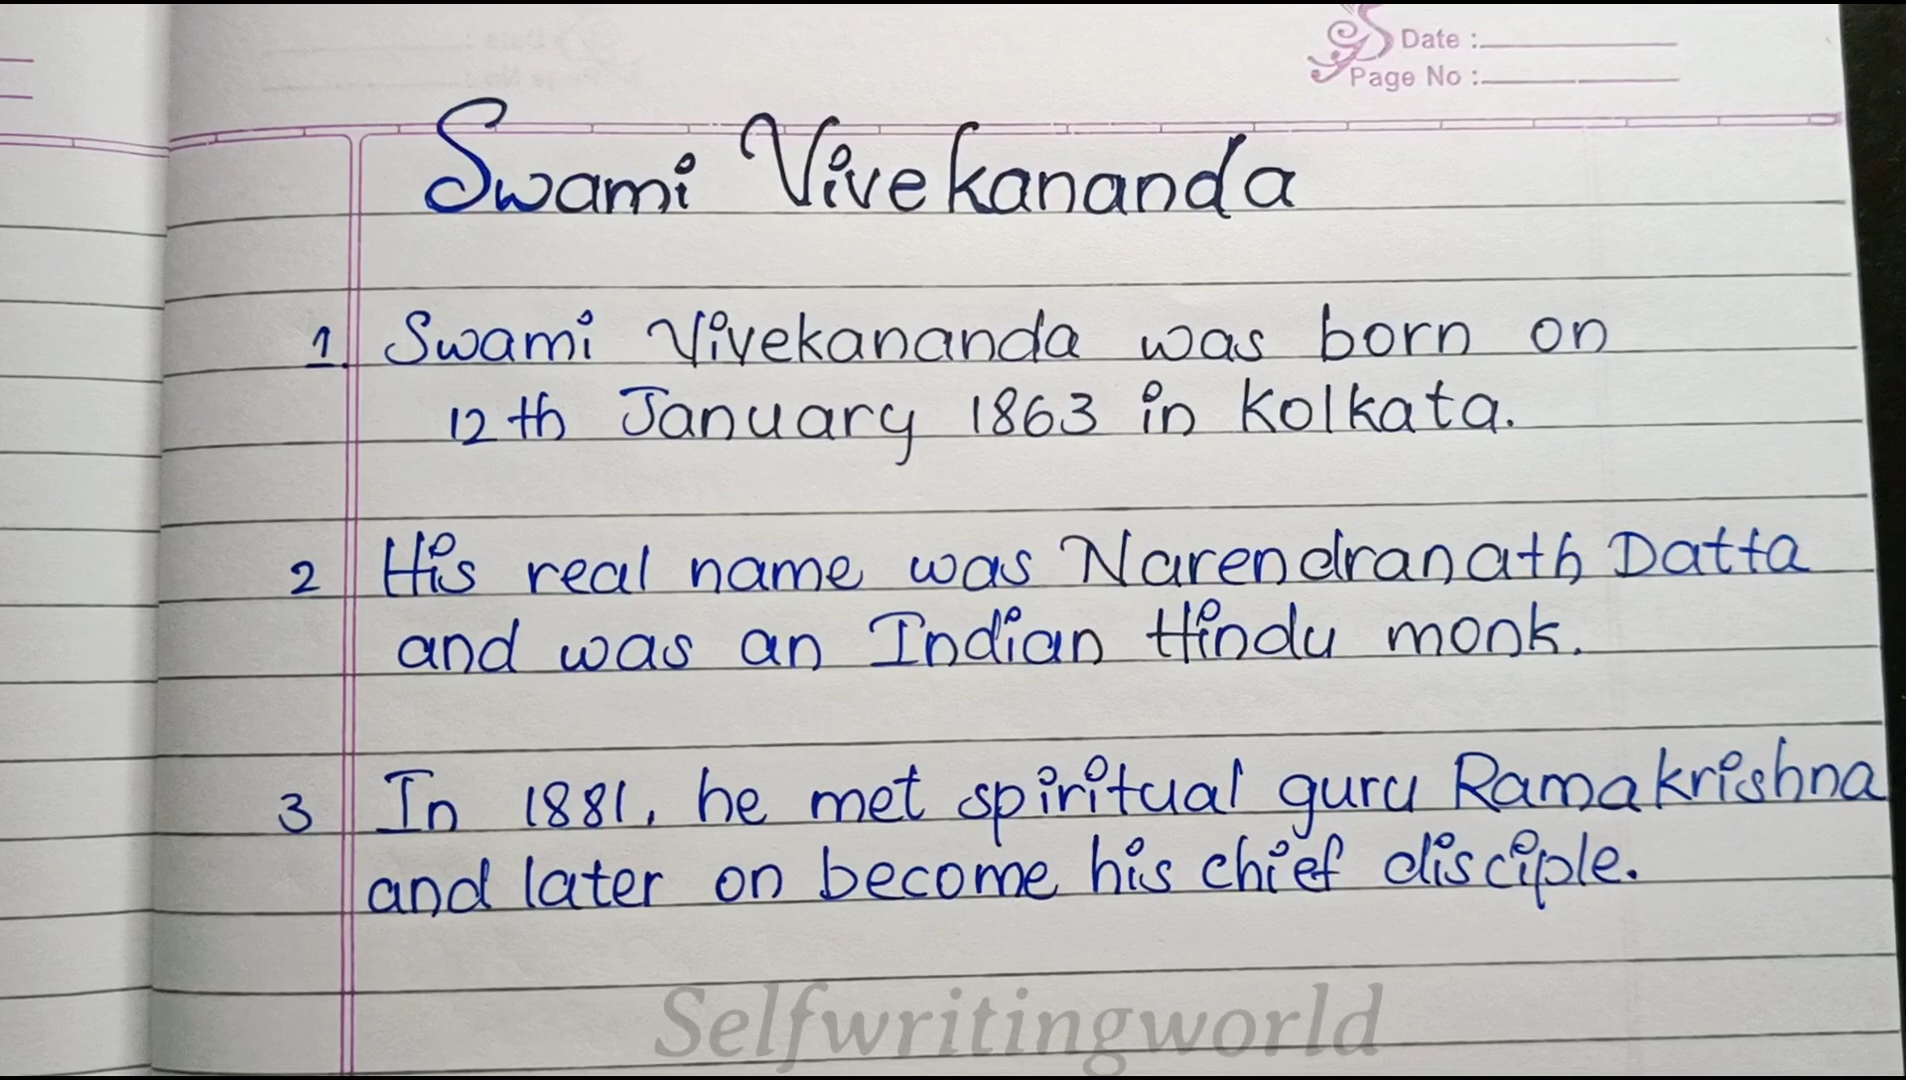 Date :
Page No :
Swami Vivekananda
1. Swami Vivekananda was born on
12th January 1863 in Kolkata.
2 His real name was Narendranath Datta
and was an Indian Hindu monk.
3 In 1881, he met spiritual guru Ramakrishna
and later on become his chief disciple.
Selfwritingworld